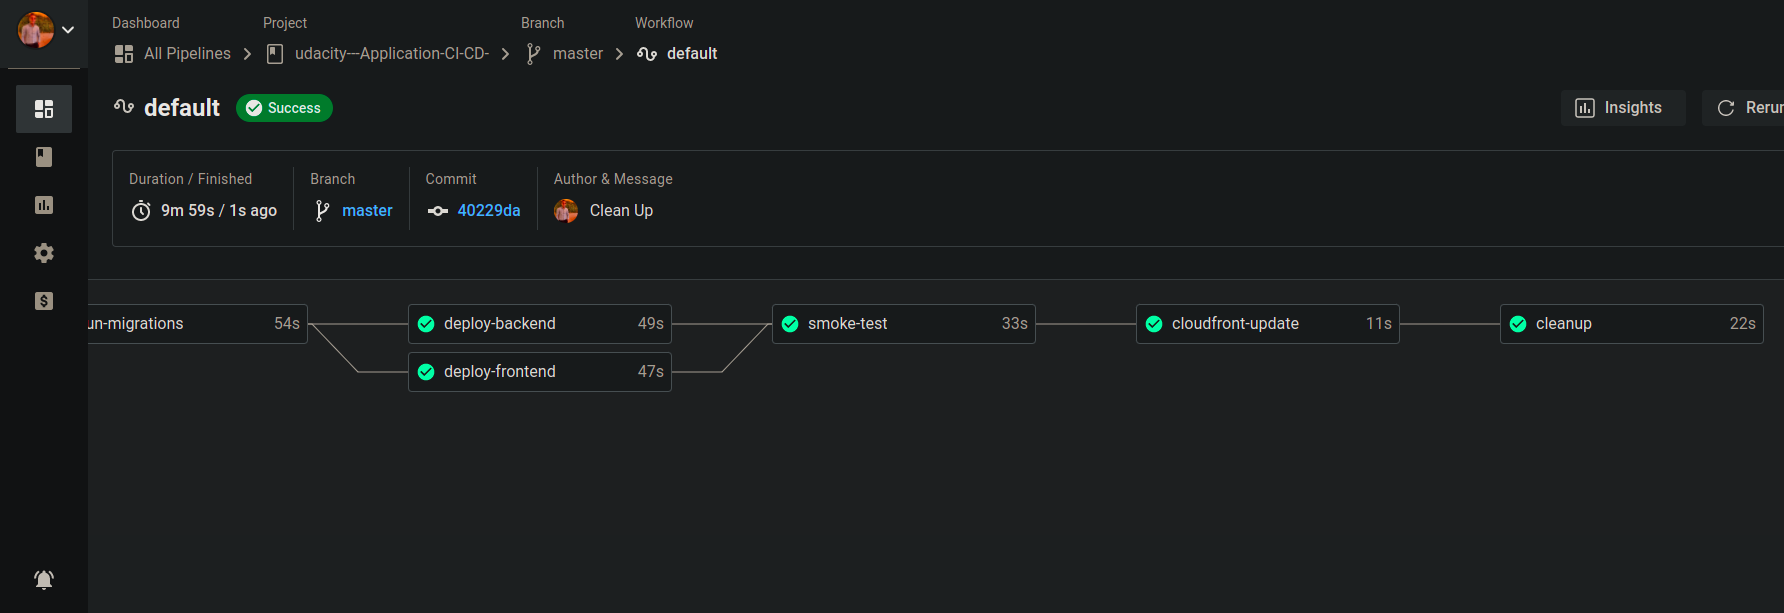 Dashboard Project Branch Workflow
All Pipelines udacity---Application-CI-CD- master default
default Success Insights Rerun
Duration / Finished Branch Commit Author & Message
9m 59s / 1s ago master 40229da Clean Up
un-migrations 54s deploy-backend 49s smoke-test 33s cloudfront-update 11s cleanup 22s
deploy-frontend 47s